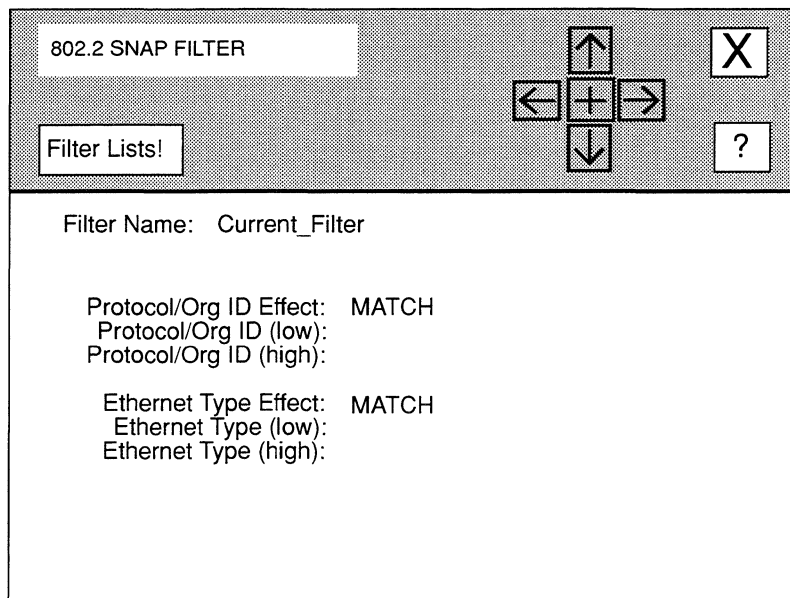 802.2 SNAP FILTER
X
Filter Lists!
?
Filter Name: Current_Filter
Protocol/Org ID Effect: MATCH
Protocol/Org ID (low):
Protocol/Org ID (high):
Ethernet Type Effect: MATCH
Ethernet Type (low):
Ethernet Type (high):